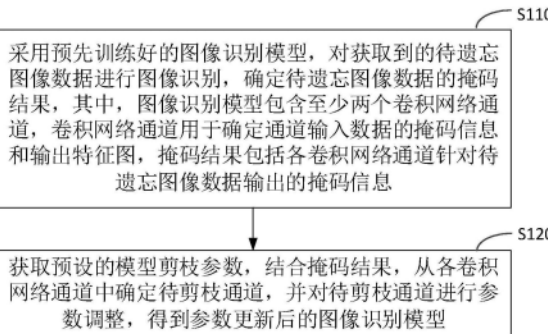 S110
采用预先训练好的图像识别模型，对获取到的待遗忘
图像数据进行图像识别，确定待遗忘图像数据的掩码
结果，其中，图像识别模型包含至少两个卷积网络通
道，卷积网络通道用于确定通道输入数据的掩码信息
和输出特征图，掩码结果包括各卷积网络通道针对待
遗忘图像数据输出的掩码信息
S120
获取预设的模型剪枝参数，结合掩码结果，从各卷积
网络通道中确定待剪枝通道，并对待剪枝通道进行参
数调整，得到参数更新后的图像识别模型